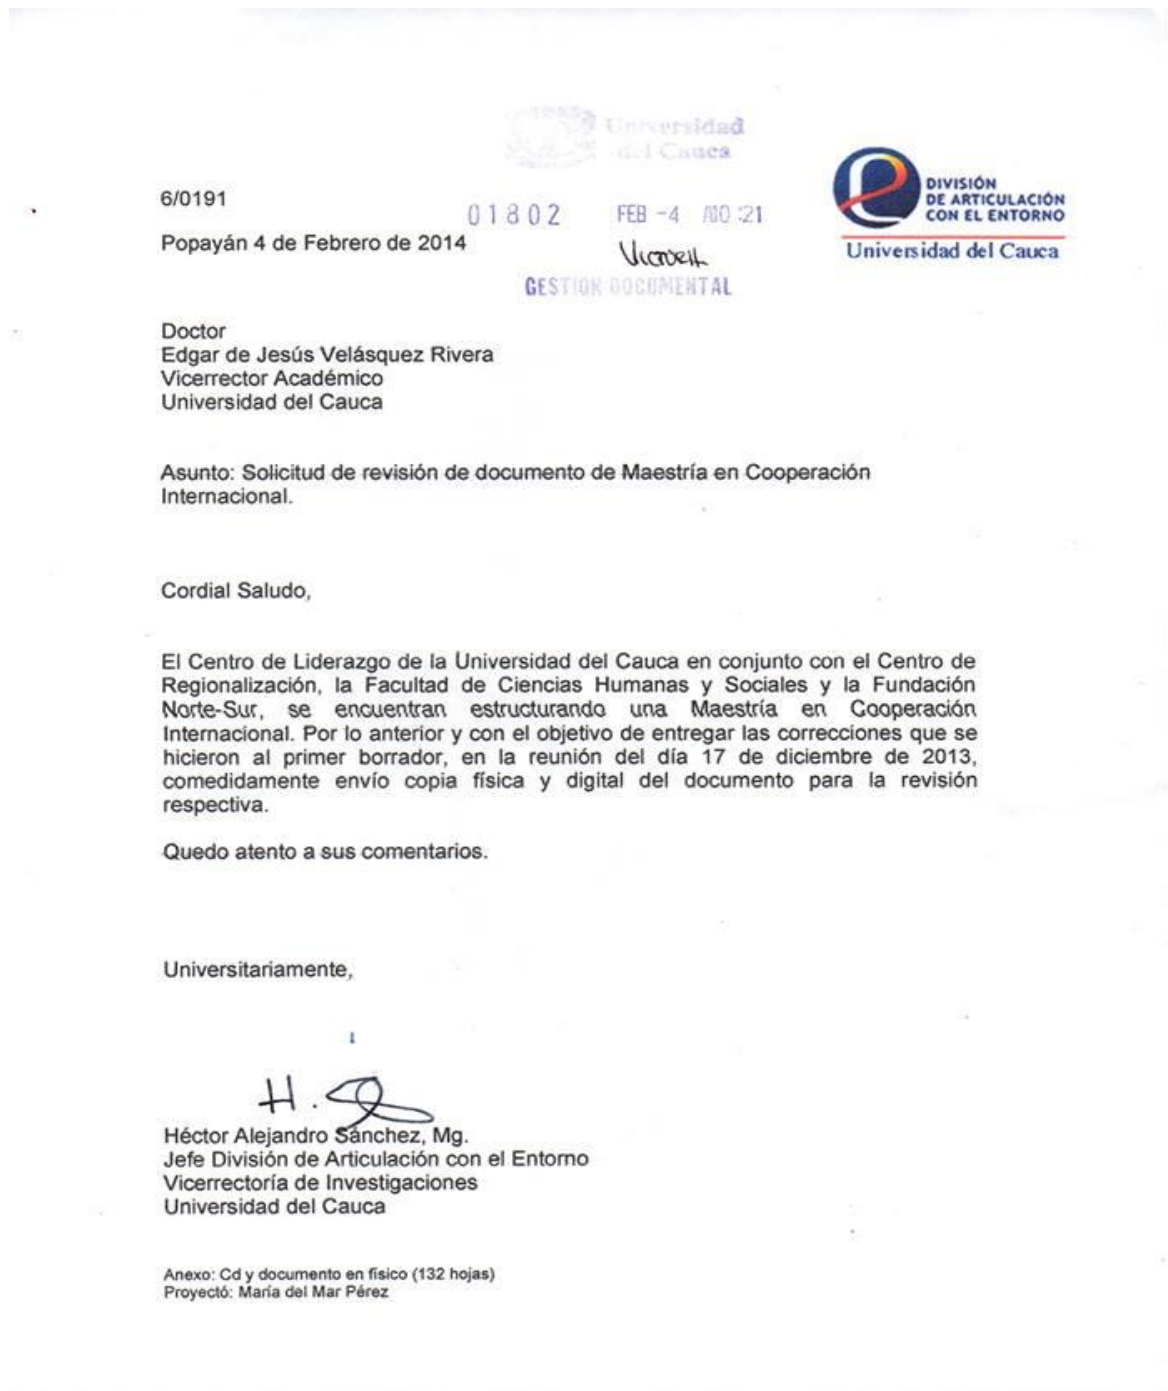 Universidad
del Cauca
6/0191
01802 FEB -4 A10:21
DIVISIÓN
DE ARTICULACIÓN
CON EL ENTORNO
Universidad del Cauca
Popayán 4 de Febrero de 2014
GESTION DOCUMENTAL
Doctor
Edgar de Jesús Velásquez Rivera
Vicerrector Académico
Universidad del Cauca
Asunto: Solicitud de revisión de documento de Maestría en Cooperación
Internacional.
Cordial Saludo,
El Centro de Liderazgo de la Universidad del Cauca en conjunto con el Centro de
Regionalización, la Facultad de Ciencias Humanas y Sociales y la Fundación
Norte-Sur, se encuentran estructurando una Maestría en Cooperación
Internacional. Por lo anterior y con el objetivo de entregar las correcciones que se
hicieron al primer borrador, en la reunión del día 17 de diciembre de 2013,
comedidamente envío copia física y digital del documento para la revisión
respectiva.
Quedo atento a sus comentarios.
Universitariamente,
Héctor Alejandro Sánchez, Mg.
Jefe División de Articulación con el Entorno
Vicerrectoría de Investigaciones
Universidad del Cauca
Anexo: Cd y documento en físico (132 hojas)
Proyectó: María del Mar Pérez